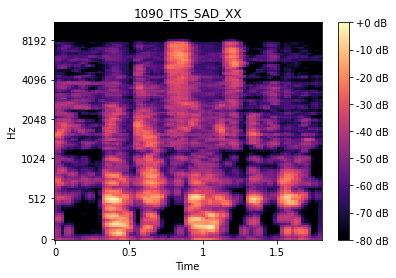 1090_ITS_SAD_XX
8192
4096
2048
1024
512
0
Hz
0
0.5
1
1.5
Time
+0 dB
-10 dB
-20 dB
-30 dB
-40 dB
-50 dB
-60 dB
-70 dB
-80 dB